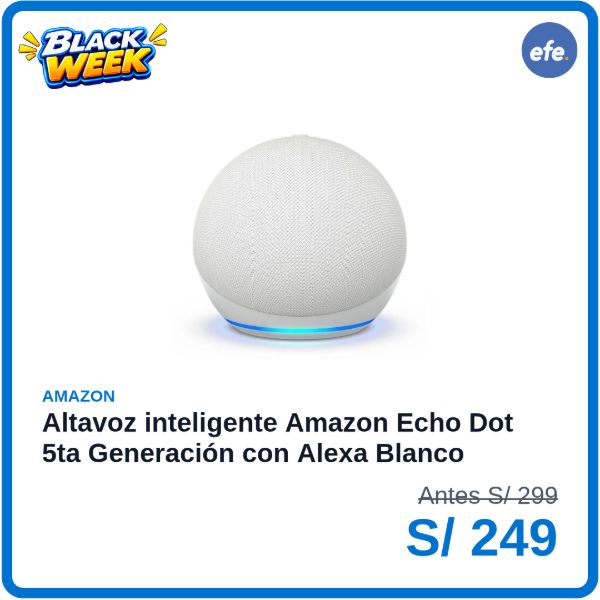 BLACK
WEEK
efe.
AMAZON
Altavoz inteligente Amazon Echo Dot
5ta Generación con Alexa Blanco
Antes S/ 299
S/ 249